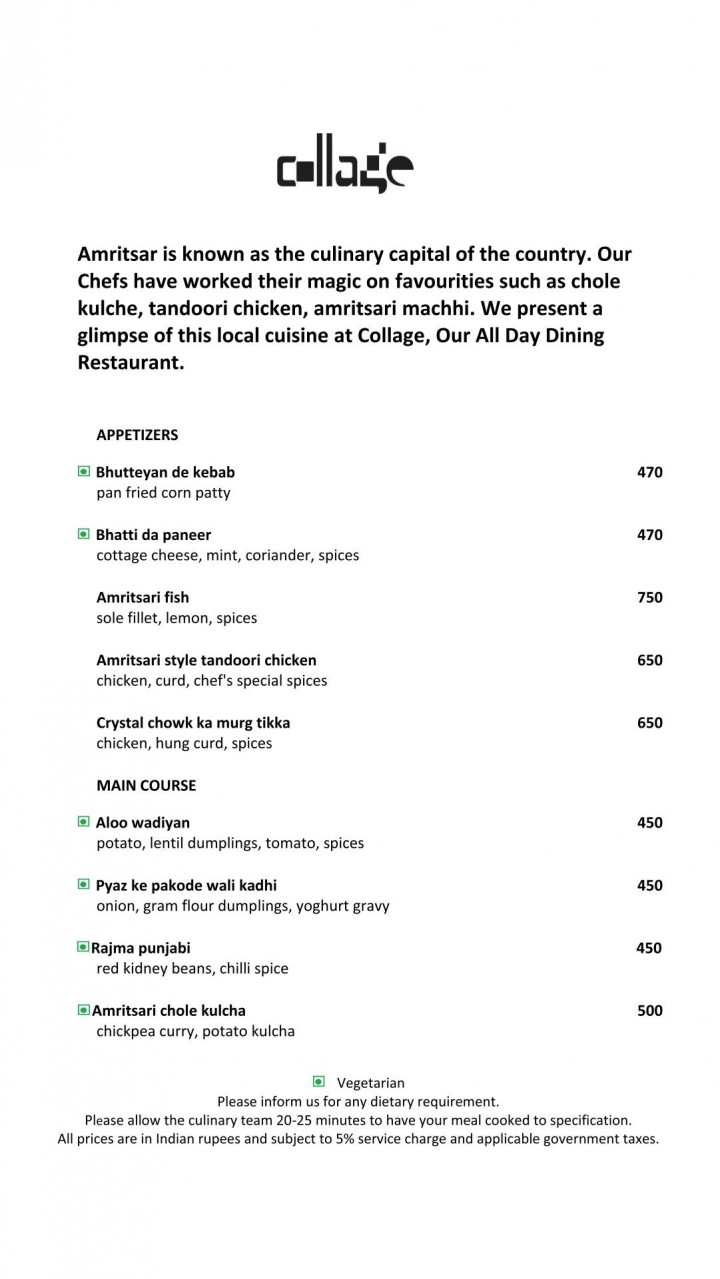 collage
Amritsar is known as the culinary capital of the country. Our
Chefs have worked their magic on favourities such as chole
kulche, tandoori chicken, amritsari machhi. We present a
glimpse of this local cuisine at Collage, Our All Day Dining
Restaurant.
APPETIZERS
Bhutteyan de kebab 470
pan fried corn patty
Bhatti da paneer 470
cottage cheese, mint, coriander, spices
Amritsari fish 750
sole fillet, lemon, spices
Amritsari style tandoori chicken 650
chicken, curd, chef's special spices
Crystal chowk ka murg tikka 650
chicken, hung curd, spices
MAIN COURSE
Aloo wadiyan 450
potato, lentil dumplings, tomato, spices
Pyaz ke pakode wali kadhi 450
onion, gram flour dumplings, yoghurt gravy
Rajma punjabi 450
red kidney beans, chilli spice
Amritsari chole kulcha 500
chickpea curry, potato kulcha
Vegetarian
Please inform us for any dietary requirement.
Please allow the culinary team 20-25 minutes to have your meal cooked to specification.
All prices are in Indian rupees and subject to 5% service charge and applicable government taxes.